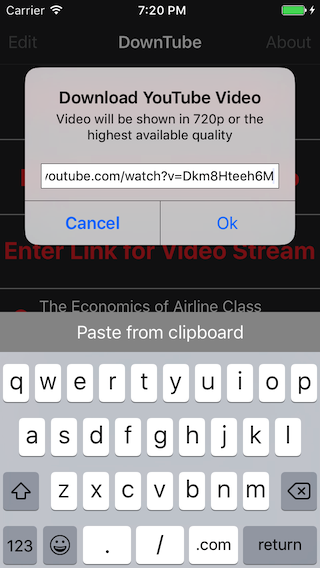 Carrier 7:20 PM
Edit DownTube About
Download YouTube Video
Video will be shown in 720p or the
highest available quality
youtube.com/watch?v=Dkm8Hteeh6M
Cancel Ok
Enter Link for Video Stream
The Economics of Airline Class
Paste from clipboard
q w e r t y u i o p
a s d f g h j k l
z x c v b n m
123 . / .com return